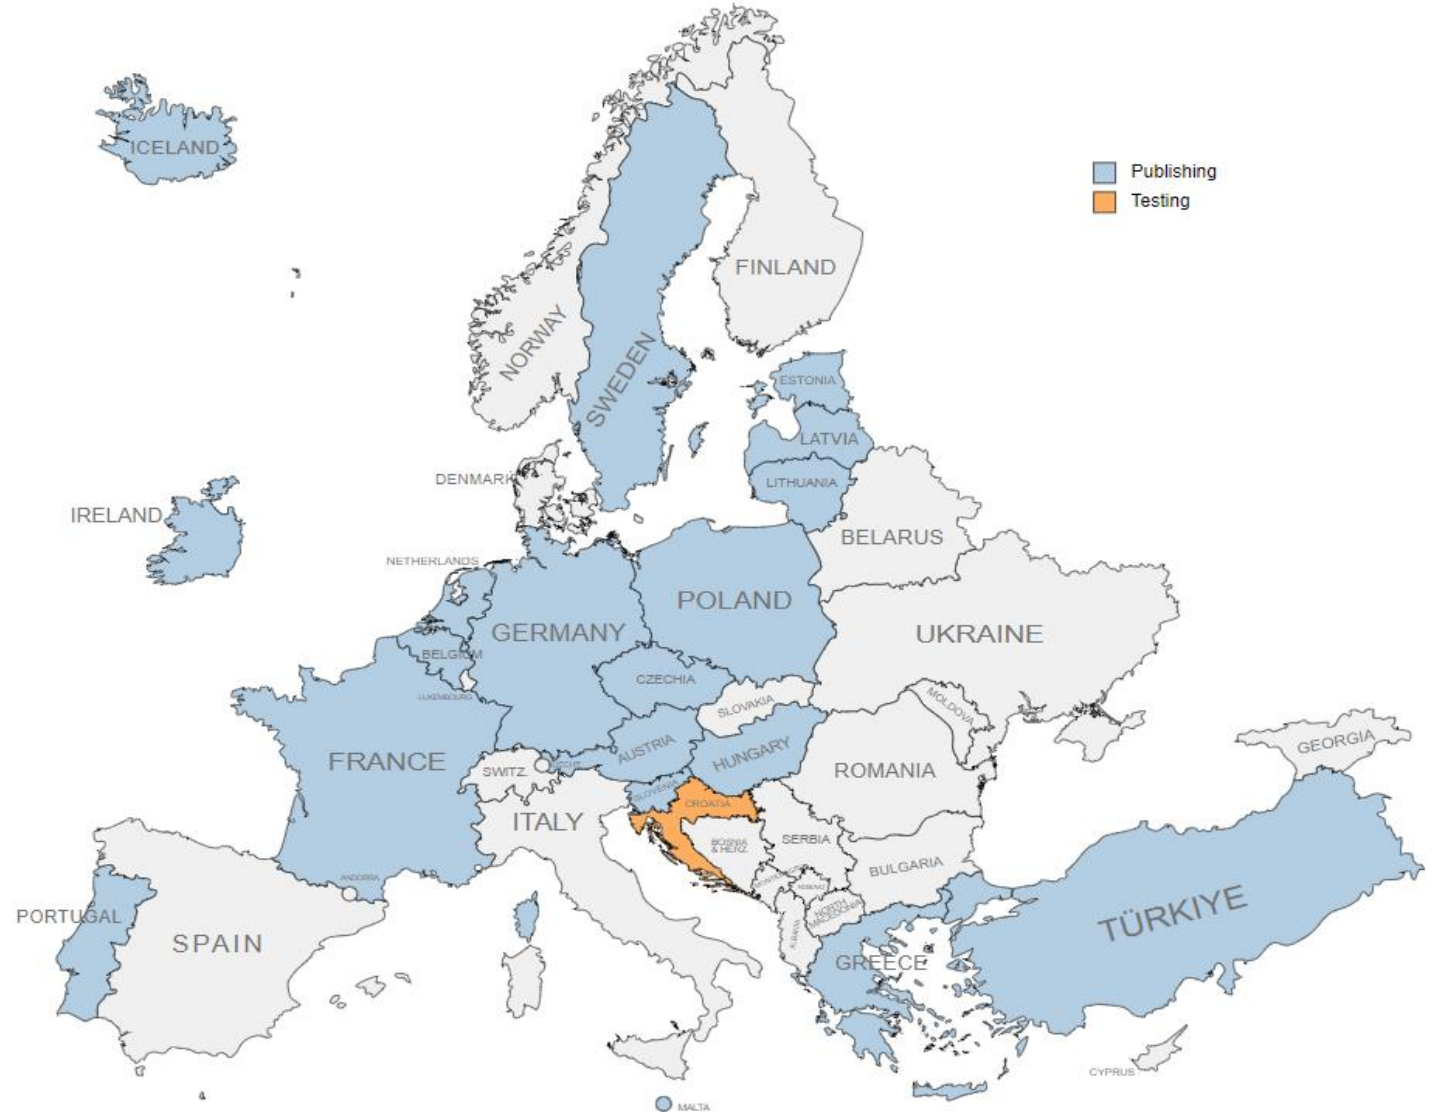 ICELAND
Publishing
Testing
FINLAND
NORWAY
SWEDEN
ESTONIA
LATVIA
DENMARK
LITHUANIA
IRELAND
BELARUS
NETHERLANDS
POLAND
GERMANY
UKRAINE
BELGIUM
CZECHIA
LUXEMBOURG
SLOVAKIA
MOLDOVA
FRANCE
AUSTRIA
HUNGARY
GEORGIA
SWITZ.
LIECHT.
ROMANIA
SLOVENIA
CROATIA
ITALY
SERBIA
BOSNIA
& HERZ.
BULGARIA
ANDORRA
MONTENEGRO
KOSOVO
PORTUGAL
NORTH
MACEDONIA
TÜRKIYE
ALBANIA
SPAIN
GREECE
CYPRUS
MALTA